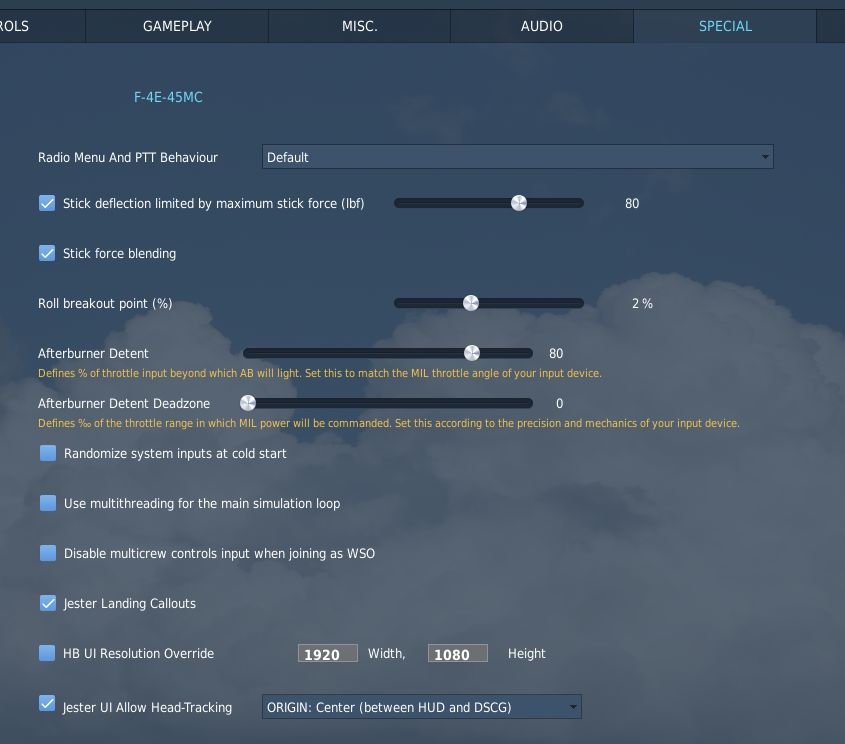 ROLS GAMEPLAY MISC. AUDIO SPECIAL
F-4E-45MC
Radio Menu And PTT Behaviour Default
Stick deflection limited by maximum stick force (lbf) 80
Stick force blending
Roll breakout point (%) 2 %
Afterburner Detent 80
Defines % of throttle input beyond which AB will light. Set this to match the MIL throttle angle of your input device.
Afterburner Detent Deadzone 0
Defines ‰ of the throttle range in which MIL power will be commanded. Set this according to the precision and mechanics of your input device.
Randomize system inputs at cold start
Use multithreading for the main simulation loop
Disable multicrew controls input when joining as WSO
Jester Landing Callouts
HB UI Resolution Override 1920 Width, 1080 Height
Jester UI Allow Head-Tracking ORIGIN: Center (between HUD and DSCG)